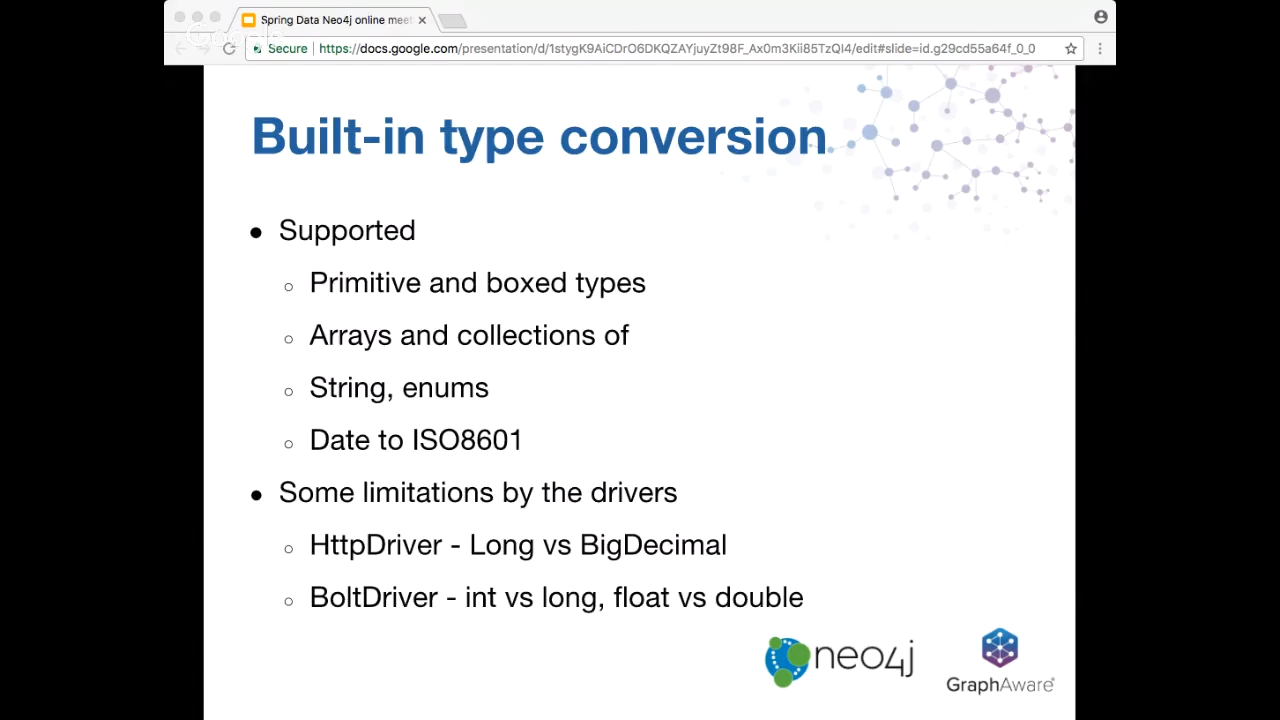 Spring Data Neo4j online meet
Google
Secure https://docs.google.com/presentation/d/1stygK9AiCDrO6DKQZAYjuyZt98F_Ax0m3Kii85TzQI4/edit#slide=id.g29cd55a64f_0_0
Built-in type conversion
● Supported
○ Primitive and boxed types
○ Arrays and collections of
○ String, enums
○ Date to ISO8601
● Some limitations by the drivers
○ HttpDriver - Long vs BigDecimal
○ BoltDriver - int vs long, float vs double
neo4j
GraphAware